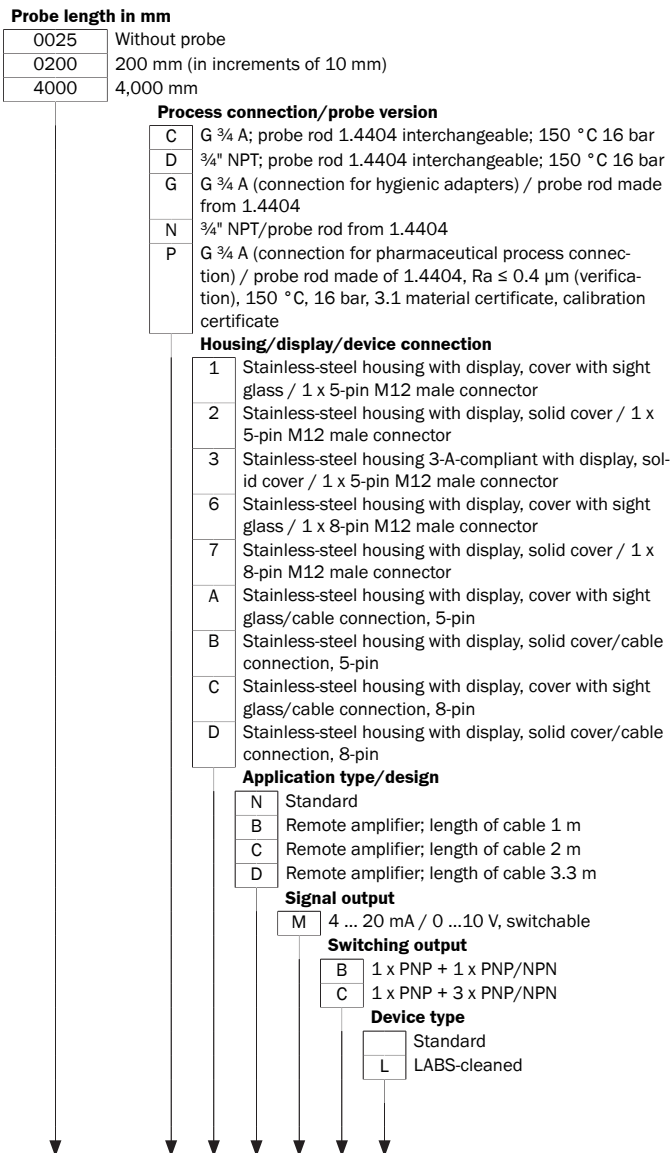 Probe length in mm
0025 Without probe
0200 200 mm (in increments of 10 mm)
4000 4,000 mm
Process connection/probe version
C G ¾ A; probe rod 1.4404 interchangeable; 150 °C 16 bar
D ¾" NPT; probe rod 1.4404 interchangeable; 150 °C 16 bar
G G ¾ A (connection for hygienic adapters) / probe rod made
from 1.4404
N ¾" NPT/probe rod from 1.4404
P G ¾ A (connection for pharmaceutical process connec-
tion) / probe rod made of 1.4404, Ra ≤ 0.4 µm (verifica-
tion), 150 °C, 16 bar, 3.1 material certificate, calibration
certificate
Housing/display/device connection
1 Stainless-steel housing with display, cover with sight
glass / 1 x 5-pin M12 male connector
2 Stainless-steel housing with display, solid cover / 1 x
5-pin M12 male connector
3 Stainless-steel housing 3-A-compliant with display, sol-
id cover / 1 x 5-pin M12 male connector
6 Stainless-steel housing with display, cover with sight
glass / 1 x 8-pin M12 male connector
7 Stainless-steel housing with display, solid cover / 1 x
8-pin M12 male connector
A Stainless-steel housing with display, cover with sight
glass/cable connection, 5-pin
B Stainless-steel housing with display, solid cover/cable
connection, 5-pin
C Stainless-steel housing with display, cover with sight
glass/cable connection, 8-pin
D Stainless-steel housing with display, solid cover/cable
connection, 8-pin
Application type/design
N Standard
B Remote amplifier; length of cable 1 m
C Remote amplifier; length of cable 2 m
D Remote amplifier; length of cable 3.3 m
Signal output
M 4 ... 20 mA / 0 ...10 V, switchable
Switching output
B 1 x PNP + 1 x PNP/NPN
C 1 x PNP + 3 x PNP/NPN
Device type
Standard
L LABS-cleaned